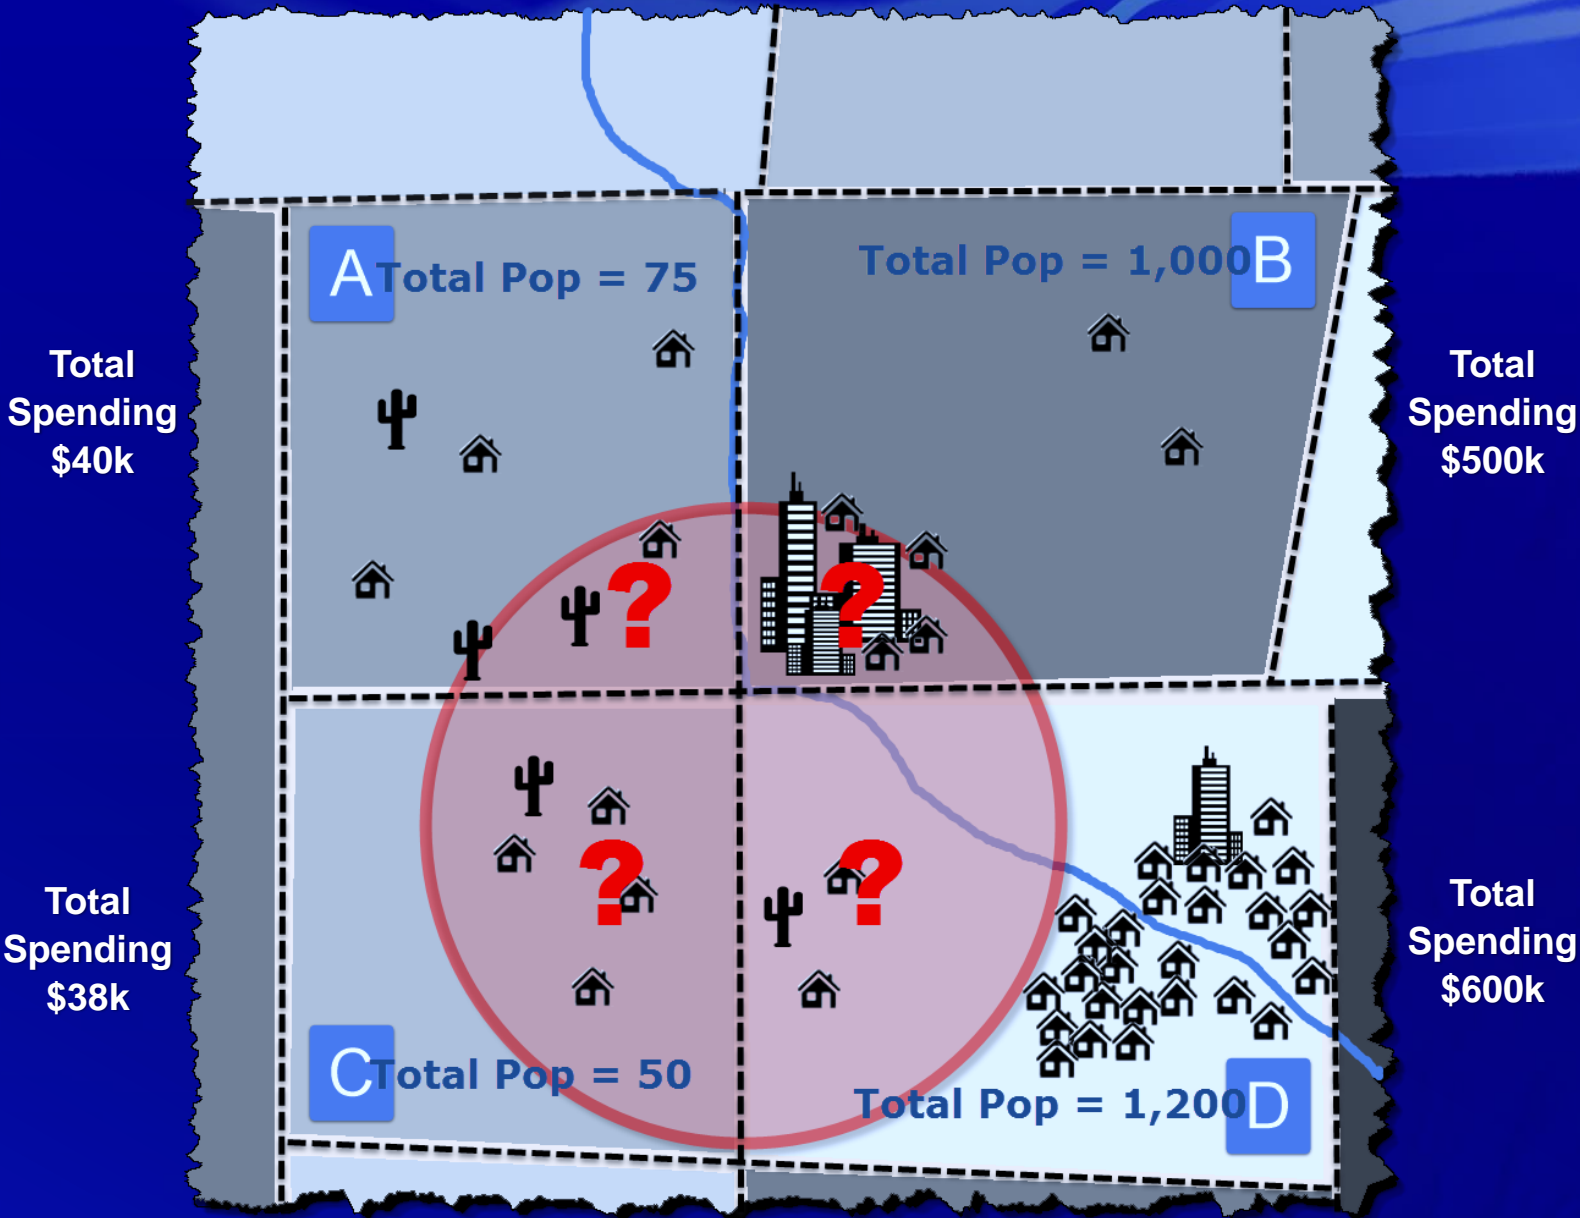 A
Total Pop = 75
Total Pop = 1,000
B
Total
Spending
$40k
Total
Spending
$500k
?
?
?
?
Total
Spending
$38k
Total
Spending
$600k
C
Total Pop = 50
Total Pop = 1,200
D